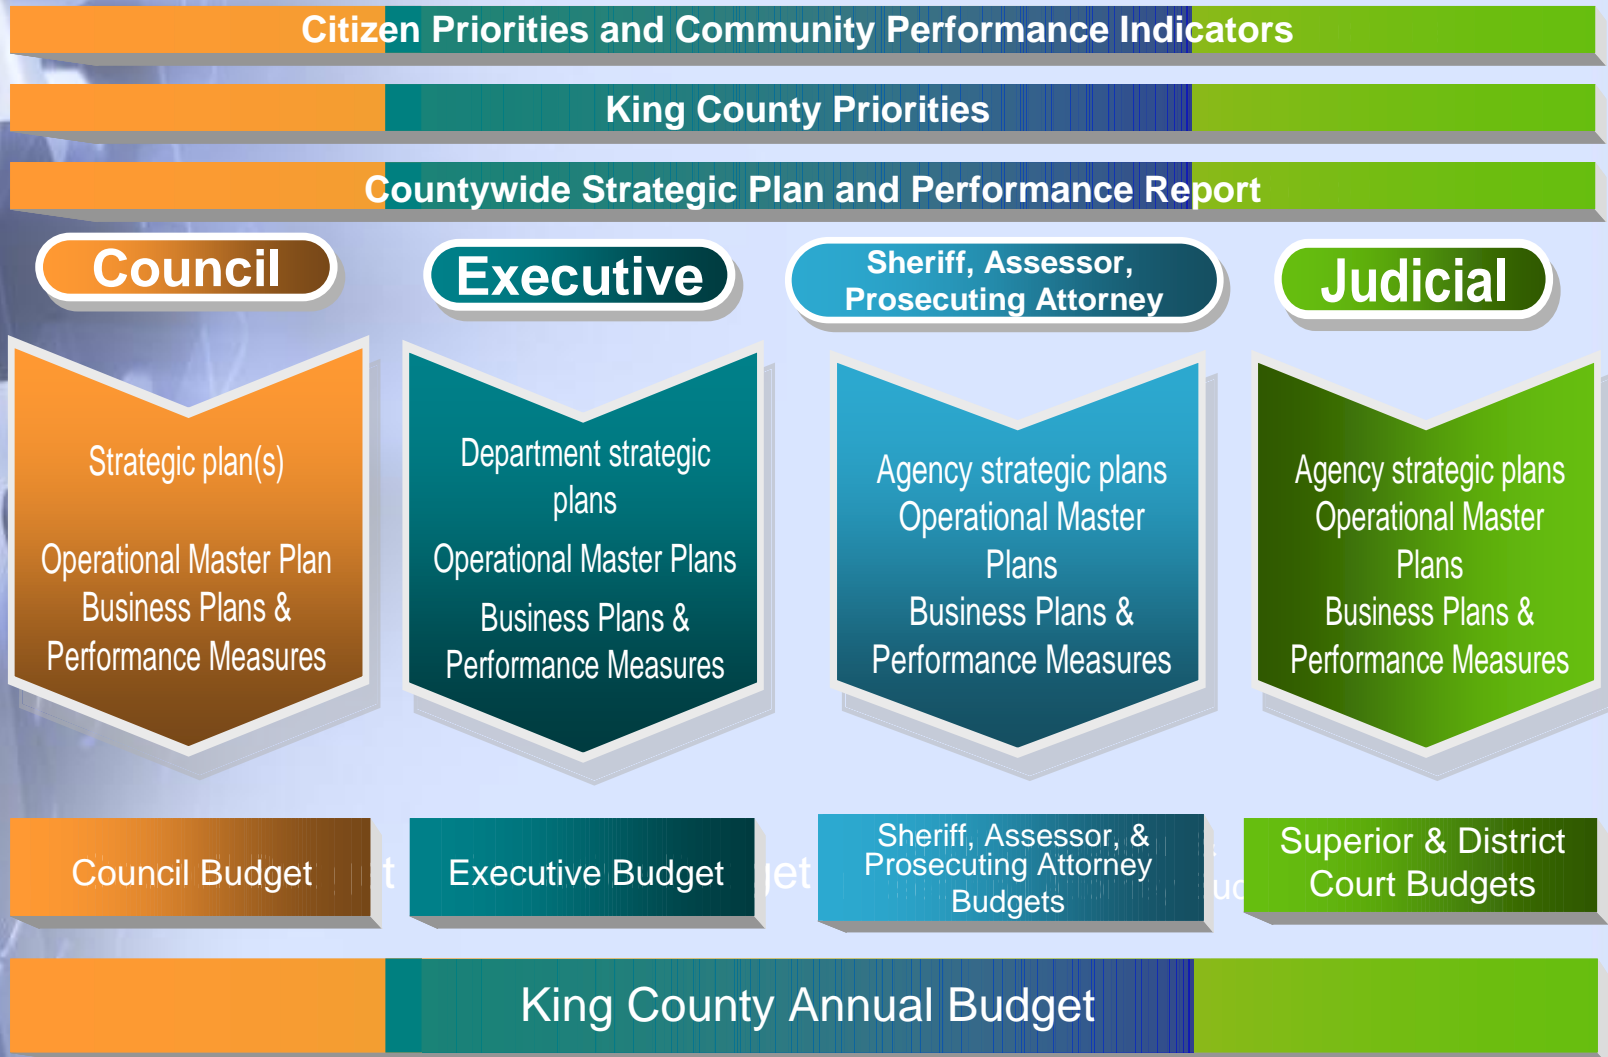 Citizen Priorities and Community Performance Indicators
King County Priorities
Countywide Strategic Plan and Performance Report
Council
Strategic plan(s)
Operational Master Plan
Business Plans &
Performance Measures
Council Budget
Executive
Department strategic
plans
Operational Master Plans
Business Plans &
Performance Measures
Executive Budget
Sheriff, Assessor,
Prosecuting Attorney
Agency strategic plans
Operational Master
Plans
Business Plans &
Performance Measures
Sheriff, Assessor, &
Prosecuting Attorney
Budgets
Judicial
Agency strategic plans
Operational Master
Plans
Business Plans &
Performance Measures
Superior & District
Court Budgets
King County Annual Budget